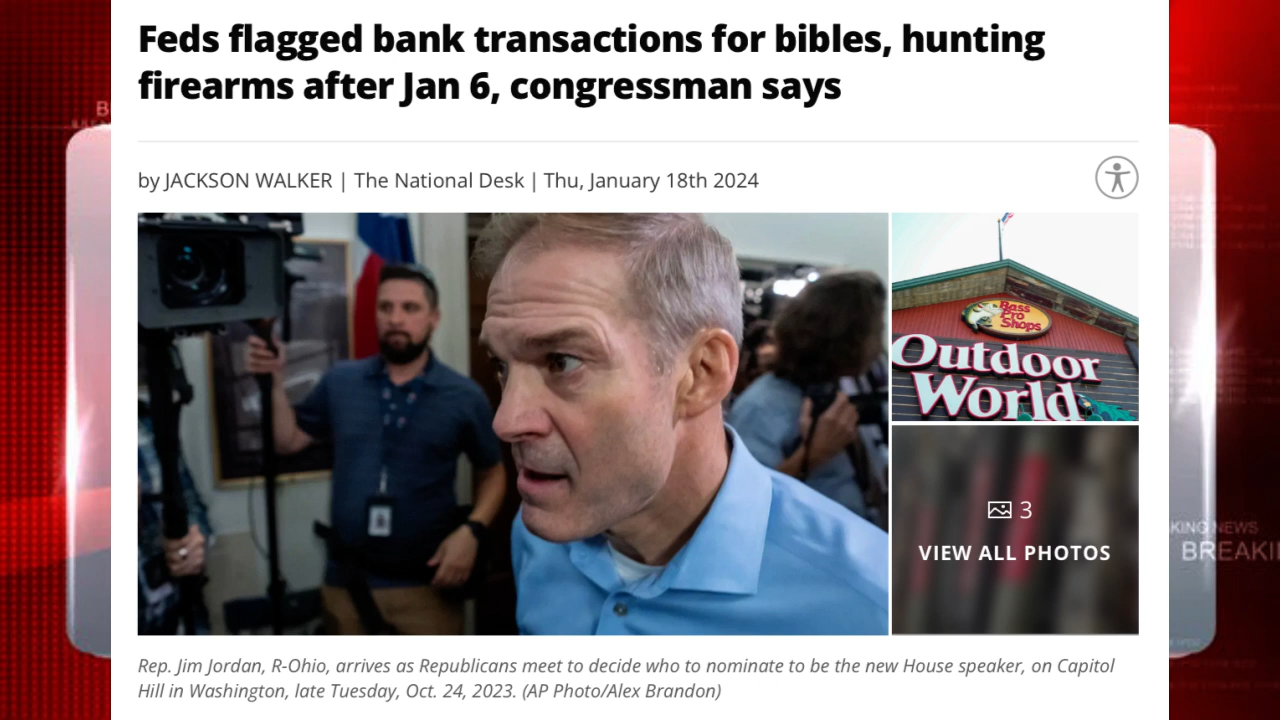 Feds flagged bank transactions for bibles, hunting
firearms after Jan 6, congressman says
by JACKSON WALKER | The National Desk | Thu, January 18th 2024
Bass
Pro
Shops
Outdoor
World
3
VIEW ALL PHOTOS
KING NEWS
BREAKI
Rep. Jim Jordan, R-Ohio, arrives as Republicans meet to decide who to nominate to be the new House speaker, on Capitol
Hill in Washington, late Tuesday, Oct. 24, 2023. (AP Photo/Alex Brandon)